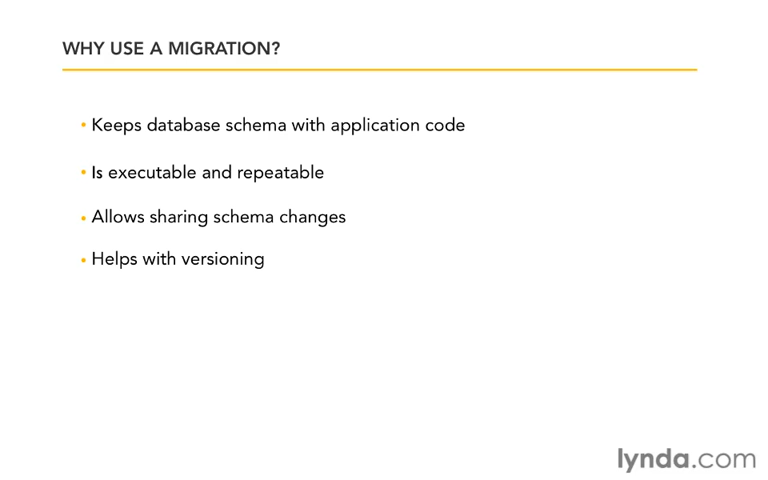 WHY USE A MIGRATION?
• Keeps database schema with application code
• Is executable and repeatable
• Allows sharing schema changes
• Helps with versioning
lynda.com